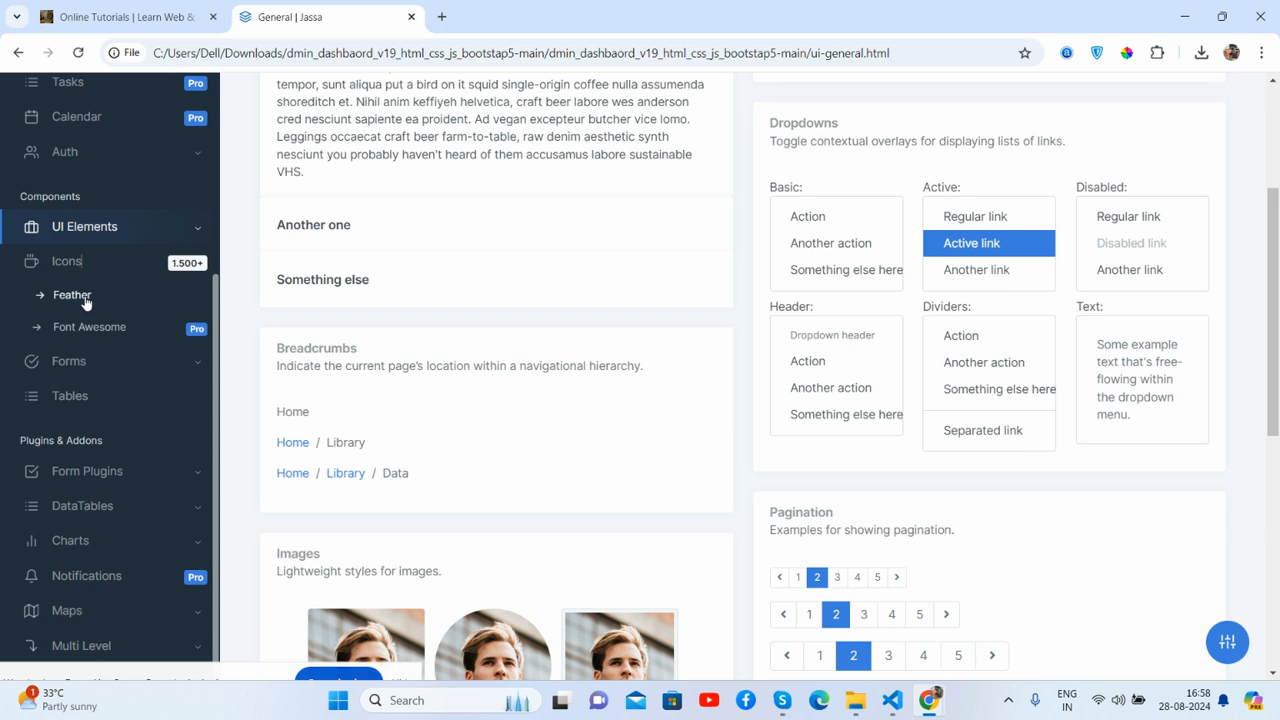 Online Tutorials | Learn Web &
General | Jassa
File
C:/Users/Dell/Downloads/dmin_dashbaord_v19_html_css_js_bootstap5-main/dmin_dashbaord_v19_html_css_js_bootstap5-main/ui-general.html
Tasks
Pro
Calendar
Pro
Auth
Components
UI Elements
Icons
1.500+
Feather
Font Awesome
Pro
Forms
Tables
Plugins & Addons
Form Plugins
DataTables
Charts
Notifications
Pro
Maps
Multi Level
tempor, sunt aliqua put a bird on it squid single-origin coffee nulla assumenda
shoreditch et. Nihil anim keffiyeh helvetica, craft beer labore wes anderson
cred nesciunt sapiente ea proident. Ad vegan excepteur butcher vice lomo.
Leggings occaecat craft beer farm-to-table, raw denim aesthetic synth
nesciunt you probably haven't heard of them accusamus labore sustainable
VHS.
Another one
Something else
Breadcrumbs
Indicate the current page's location within a navigational hierarchy.
Home
Home / Library
Home / Library / Data
Images
Lightweight styles for images.
Dropdowns
Toggle contextual overlays for displaying lists of links.
Basic:
Action
Another action
Something else here
Active:
Regular link
Active link
Another link
Disabled:
Regular link
Disabled link
Another link
Header:
Dropdown header
Action
Another action
Something else here
Dividers:
Action
Another action
Something else here
Separated link
Text:
Some example
text that's free-
flowing within
the dropdown
menu.
Pagination
Examples for showing pagination.
1 2 3 4 5
1 2 3 4 5
1 2 3 4 5
1
33°C
Partly sunny
Search
ENG
IN
16:58
28-08-2024